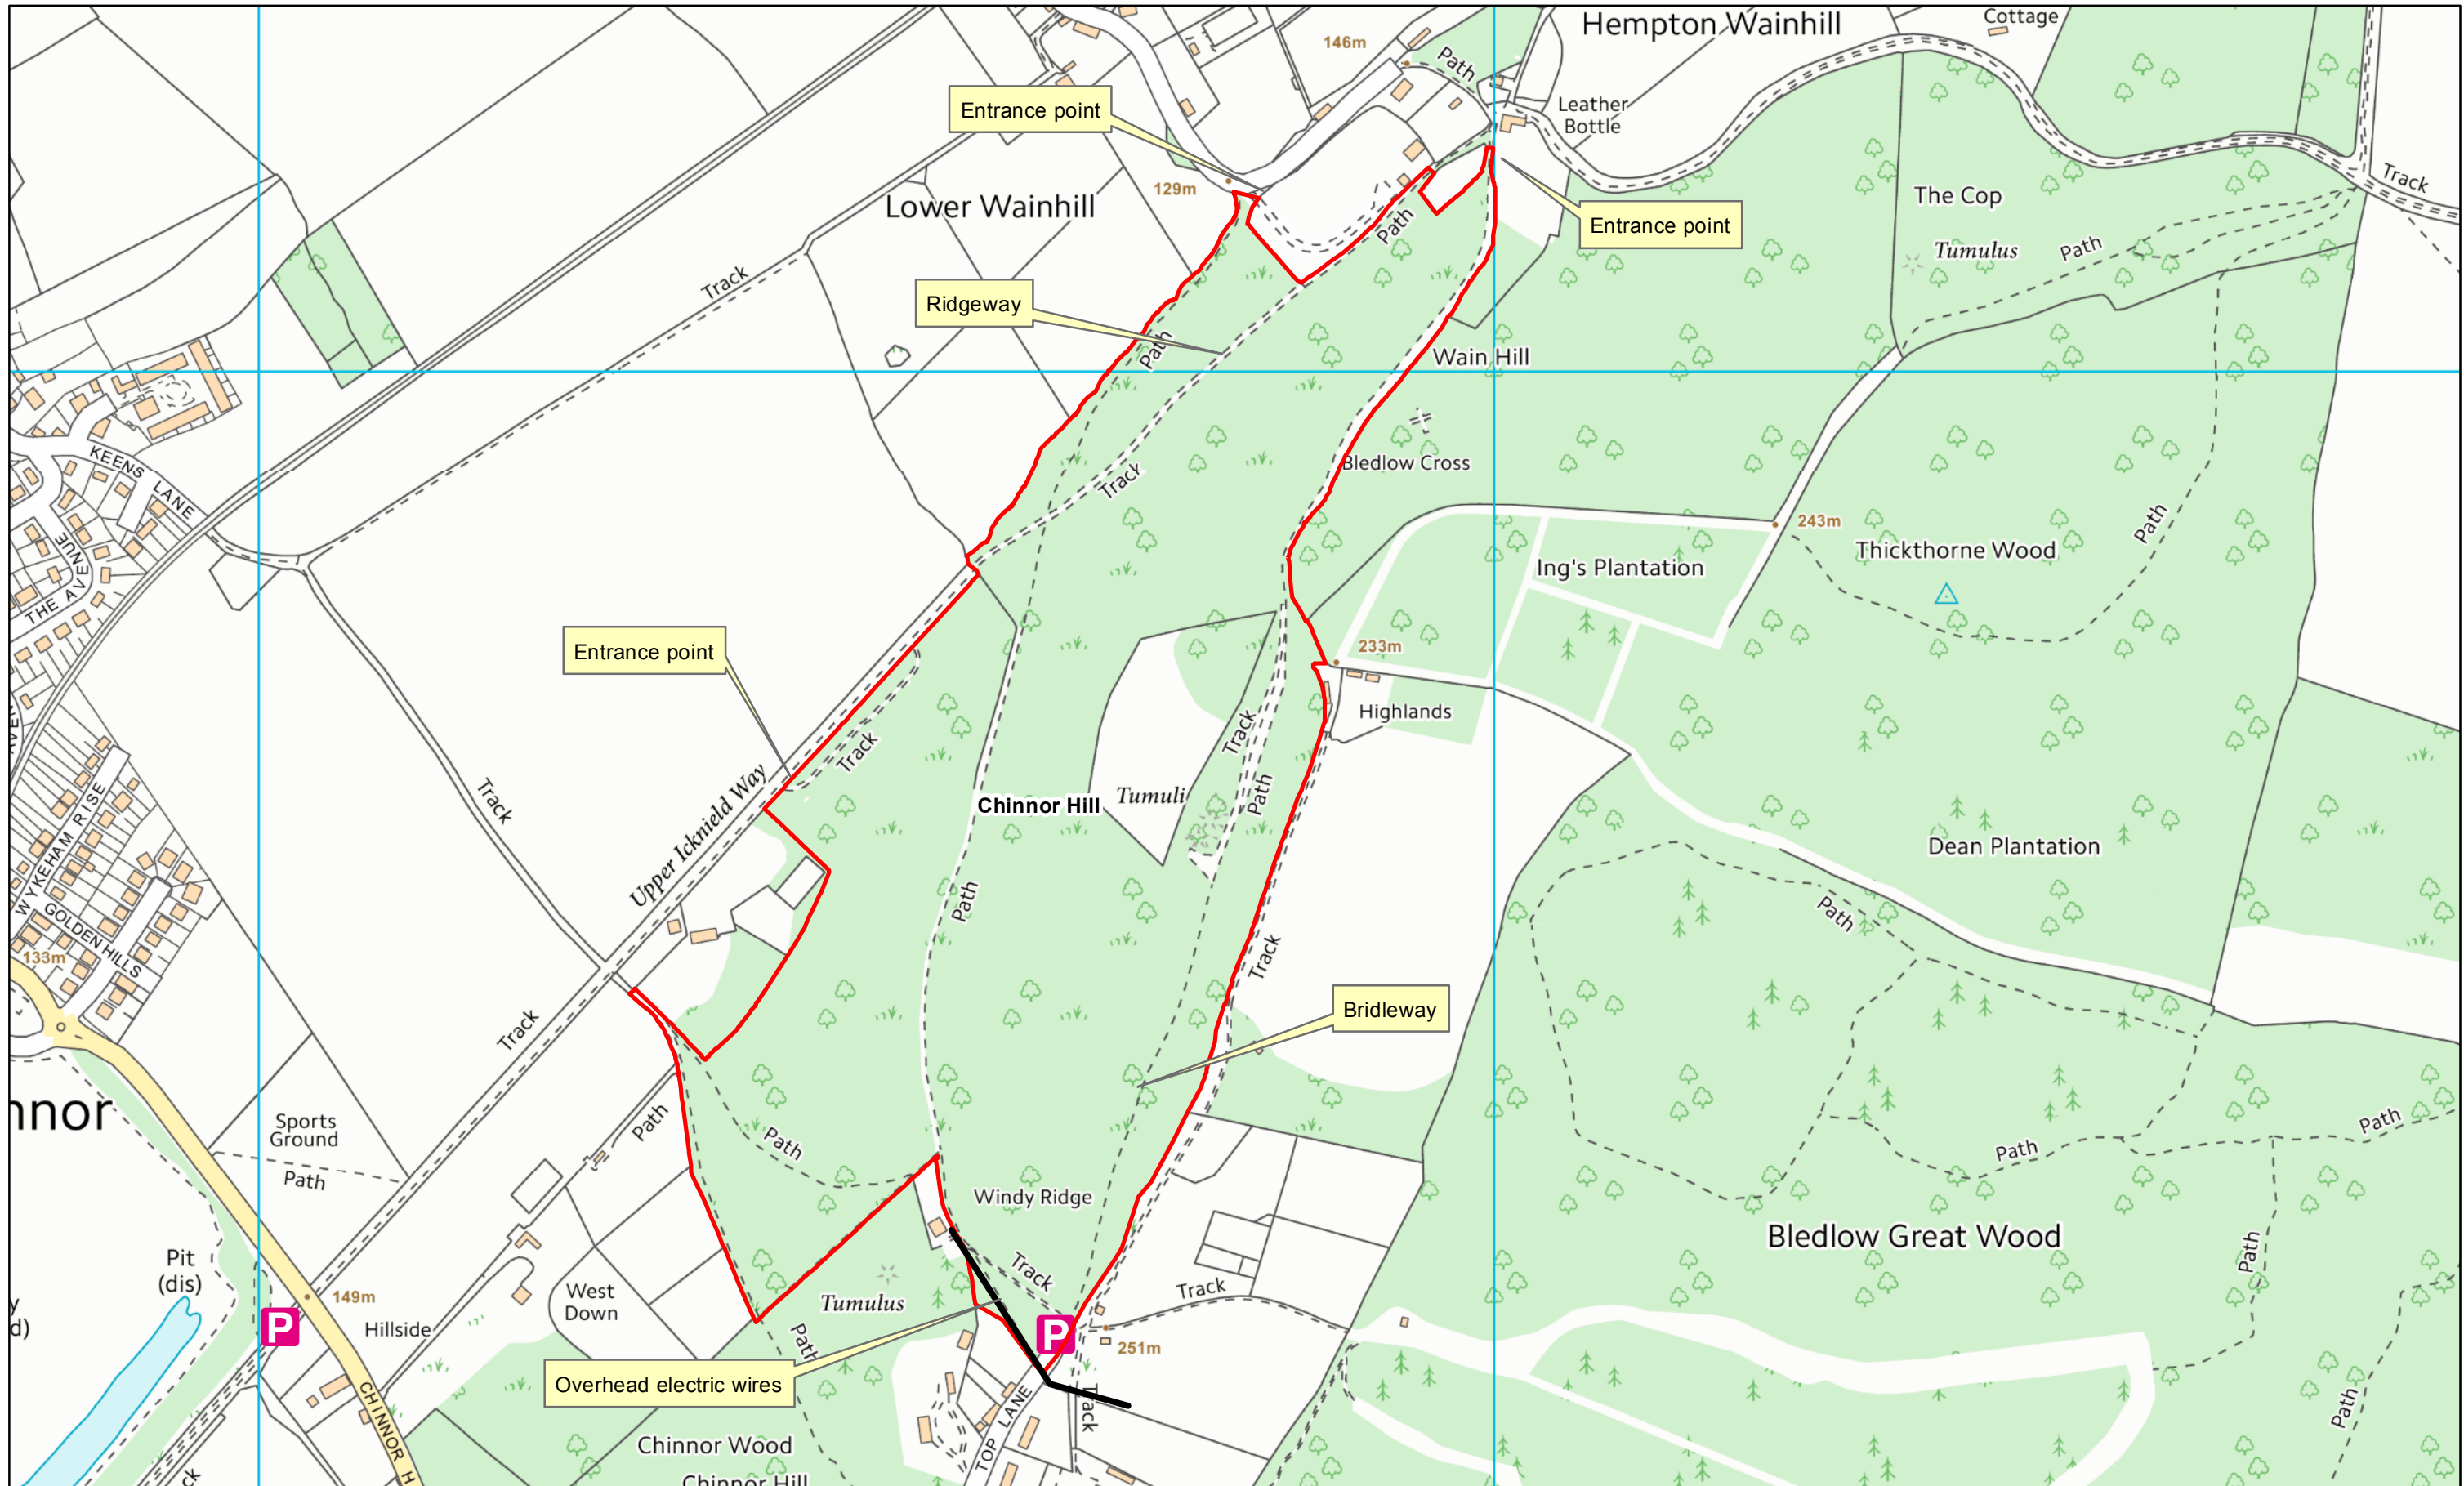 Hempton Wainhill
Cottage
146m
Path
Entrance point
Leather
Bottle
Track
129m
The Cop
Lower Wainhill
Path
Entrance point
Tumulus
Path
Track
Ridgeway
Path
Wain Hill
KEENS LANE
Track
Bledlow Cross
243m
Path
Thickthorne Wood
Ing's Plantation
THE AVENUE
Entrance point
233m
Highlands
Track
Track
Track
Upper Icknield Way
Path
Chinnor Hill
Tumuli
WYKEHAM RISE
Dean Plantation
Path
Path
GOLDEN HILLS
133m
Track
Track
Bridleway
nnor
Sports
Ground
Path
Path
Path
Path
Path
Windy Ridge
Bledlow Great Wood
Path
Pit
(dis)
Track
Track
149m
West
Down
Tumulus
P
Hillside
P
Path
251m
Overhead electric wires
Path
CHINNOR H
TOP LANE
Track
Chinnor Wood
Chinnor Hill